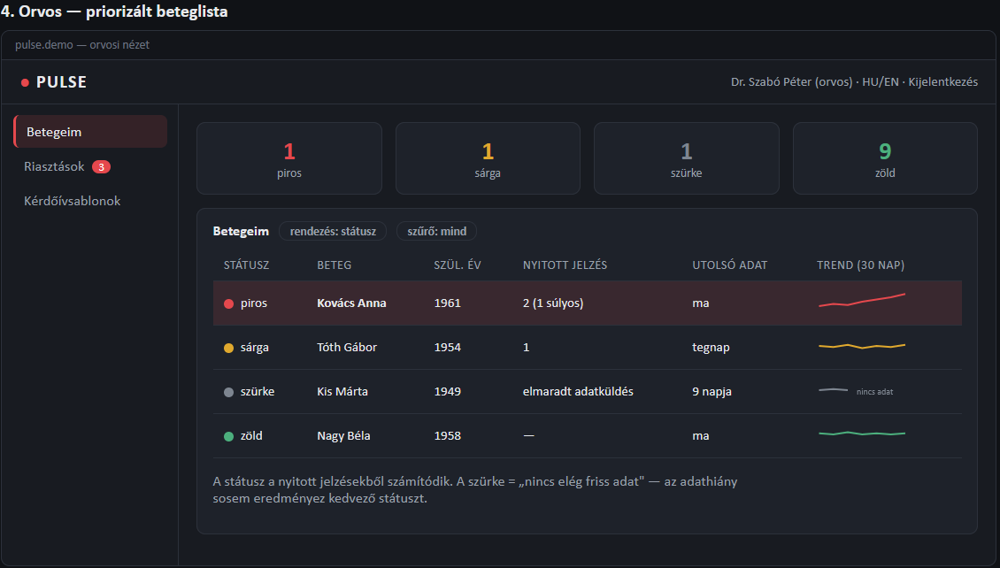 4. Orvos — priorizált beteglista
pulse.demo — orvosi nézet
PULSE
Dr. Szabó Péter (orvos) · HU/EN · Kijelentkezés
Betegeim
Riasztások 3
Kérdőívsablonok
1
piros
1
sárga
1
szürke
9
zöld
Betegeim rendezés: státusz szűrő: mind
STÁTUSZ BETEG SZÜL. ÉV NYITOTT JELZÉS UTOLSÓ ADAT TREND (30 NAP)
piros Kovács Anna 1961 2 (1 súlyos) ma
sárga Tóth Gábor 1954 1 tegnap
szürke Kis Márta 1949 elmaradt adatküldés 9 napja nincs adat
zöld Nagy Béla 1958 — ma
A státusz a nyitott jelzésekből számítódik. A szürke = „nincs elég friss adat" — az adathiány
sosem eredményez kedvező státuszt.